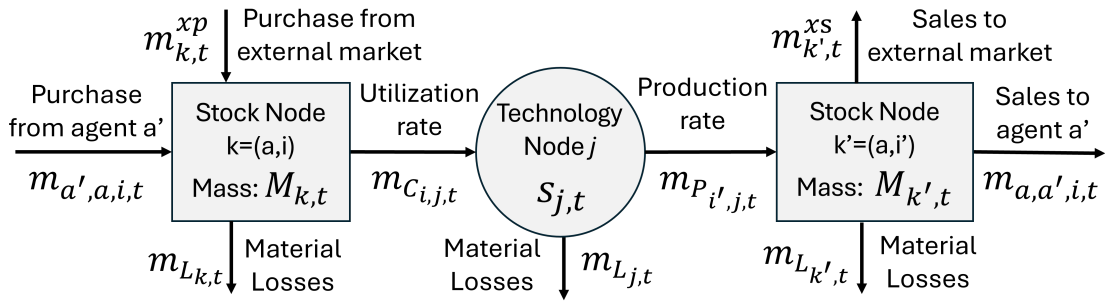 m^{xp}_{k,t}
Purchase from
external market
Purchase
from agent a’
m_{a′,a,i,t}
Stock Node
k=(a,i)
Mass: M_{k,t}
m_{L_{k,t}}
Material
Losses
Utilization
rate
m_{C_{i,j,t}}
Technology
Node j
S_{j,t}
Material
Losses
m_{L_{j,t}}
Production
rate
m_{P_{i′,j,t}}
m^{xs}_{k′,t}
Sales to
external market
Stock Node
k’=(a,i’)
Mass: M_{k′,t}
m_{L_{k′,t}}
Material
Losses
Sales to
agent a’
m_{a,a′,i,t}